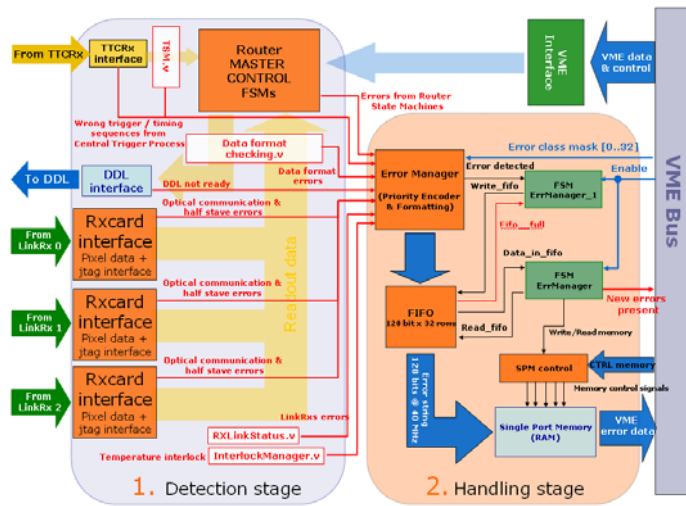 From TTCRx
TTCRx
interface
TSM.v
Router
MASTER
CONTROL
FSMs
VME
Interface
VME data
& control
Errors from Router
State Machines
Wrong trigger / timing
sequences from
Central Trigger Process
Data format
checking.v
Data format
errors
Error Manager
(Priority Encoder
& Formatting)
Error class mask [0..32]
Error detected
Enable
Write_fifo
FSM
ErrManager_1
Fifo_full
To DDL
DDL
interface
DDL not ready
Optical communication &
half stave errors
From
LinkRx 0
Rxcard
interface
Pixel data +
jtag interface
Readout data
Data_in_fifo
FSM
ErrManager
New errors
present
FIFO
128 bit x 32 rows
Read_fifo
Write/Read memory
Optical communication &
half stave errors
From
LinkRx 1
Rxcard
interface
Pixel data +
jtag interface
Optical communication &
half stave errors
From
LinkRx 2
Rxcard
interface
Pixel data +
jtag interface
SPM control
CTRL memory
Memory control signals
Error string
128 bits @ 40 MHz
Single Port Memory
(RAM)
VME
error data
LinkRxs errors
RXLinkStatus.v
Temperature interlock
InterlockManager.v
1. Detection stage
2. Handling stage
VME Bus